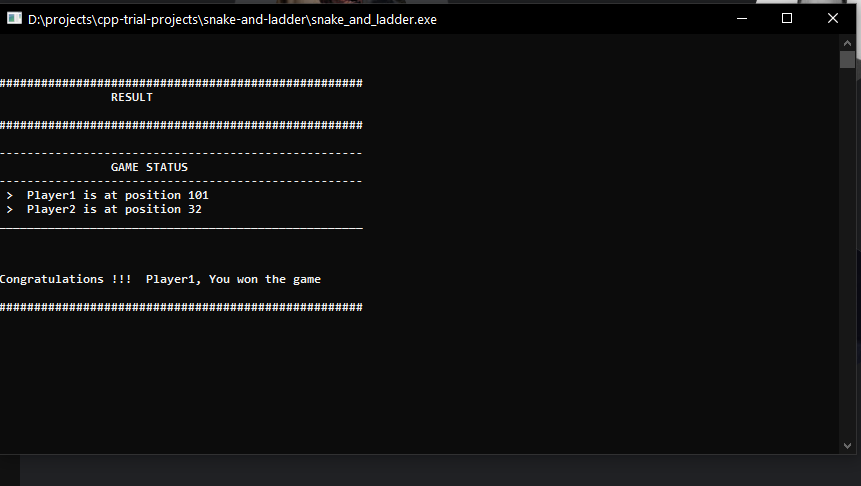 D:\projects\cpp-trial-projects\snake-and-ladder\snake_and_ladder.exe
####################################################
RESULT
####################################################
----------------------------------------------------
GAME STATUS
----------------------------------------------------
> Player1 is at position 101
> Player2 is at position 32
____________________________________________________
Congratulations !!!  Player1, You won the game
####################################################